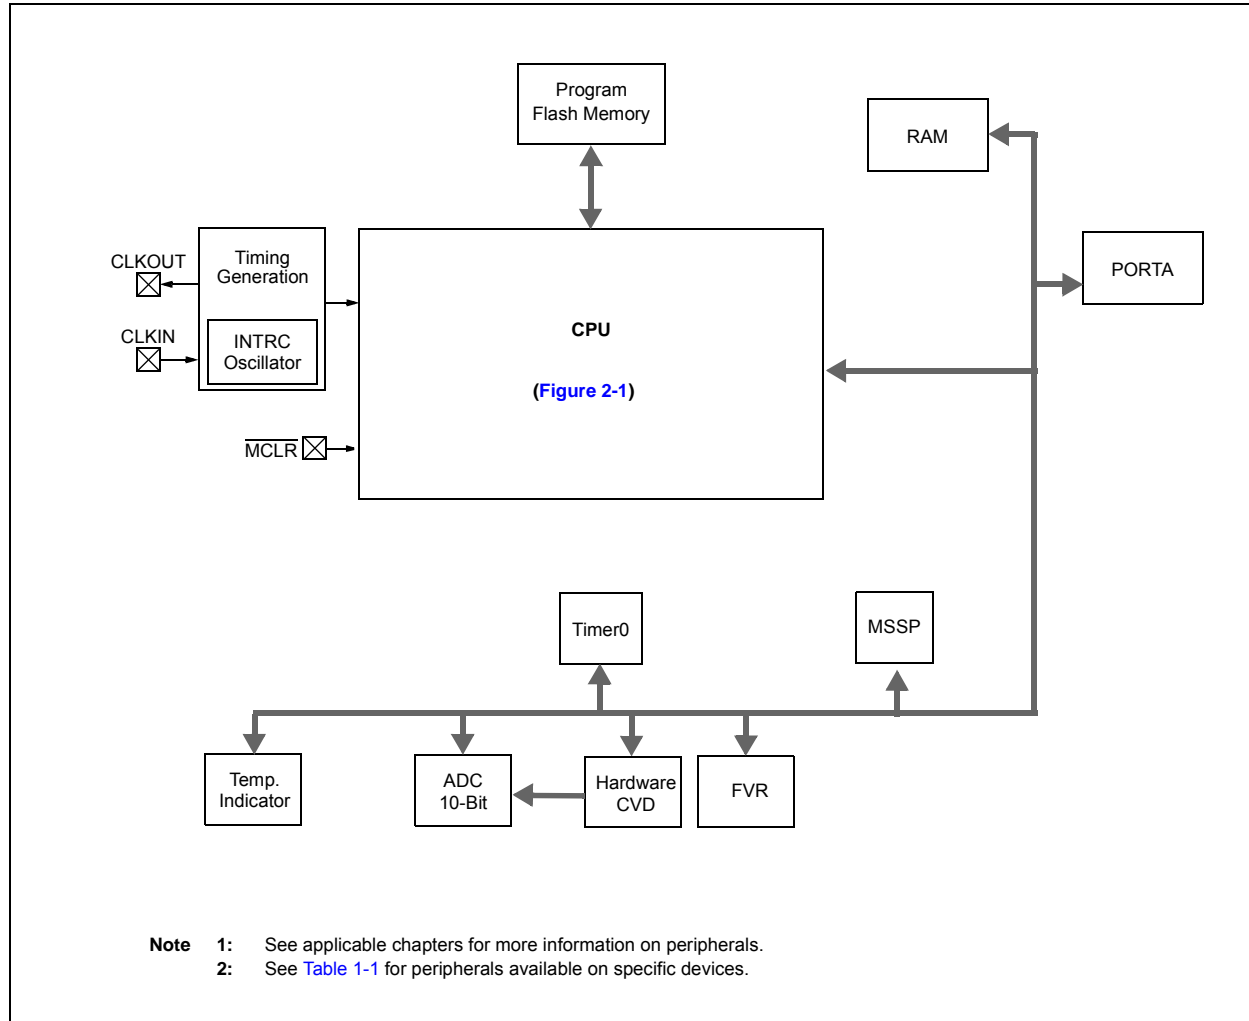 Program
Flash Memory
RAM
PORTA
Timing
Generation
CLKOUT
CLKIN
INTRC
Oscillator
CPU
(Figure 2-1)
MCLR
Timer0
MSSP
Temp.
Indicator
ADC
10-Bit
Hardware
CVD
FVR
Note 1: See applicable chapters for more information on peripherals.
2: See Table 1-1 for peripherals available on specific devices.